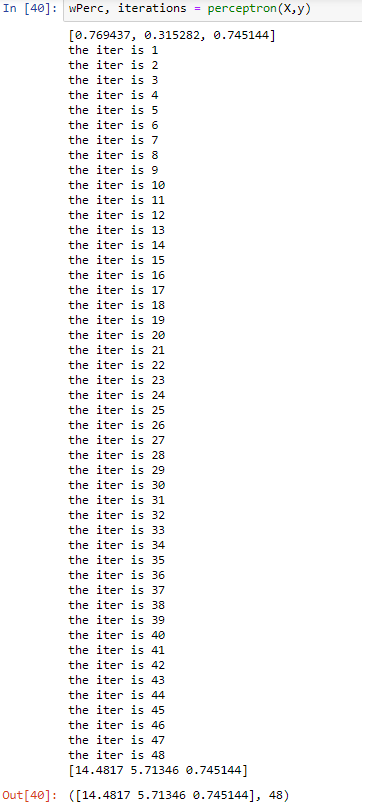 In [40]: wPerc, iterations = perceptron(X,y)
[0.769437, 0.315282, 0.745144]
the iter is 1
the iter is 2
the iter is 3
the iter is 4
the iter is 5
the iter is 6
the iter is 7
the iter is 8
the iter is 9
the iter is 10
the iter is 11
the iter is 12
the iter is 13
the iter is 14
the iter is 15
the iter is 16
the iter is 17
the iter is 18
the iter is 19
the iter is 20
the iter is 21
the iter is 22
the iter is 23
the iter is 24
the iter is 25
the iter is 26
the iter is 27
the iter is 28
the iter is 29
the iter is 30
the iter is 31
the iter is 32
the iter is 33
the iter is 34
the iter is 35
the iter is 36
the iter is 37
the iter is 38
the iter is 39
the iter is 40
the iter is 41
the iter is 42
the iter is 43
the iter is 44
the iter is 45
the iter is 46
the iter is 47
the iter is 48
[14.4817 5.71346 0.745144]
Out[40]: ([14.4817 5.71346 0.745144], 48)